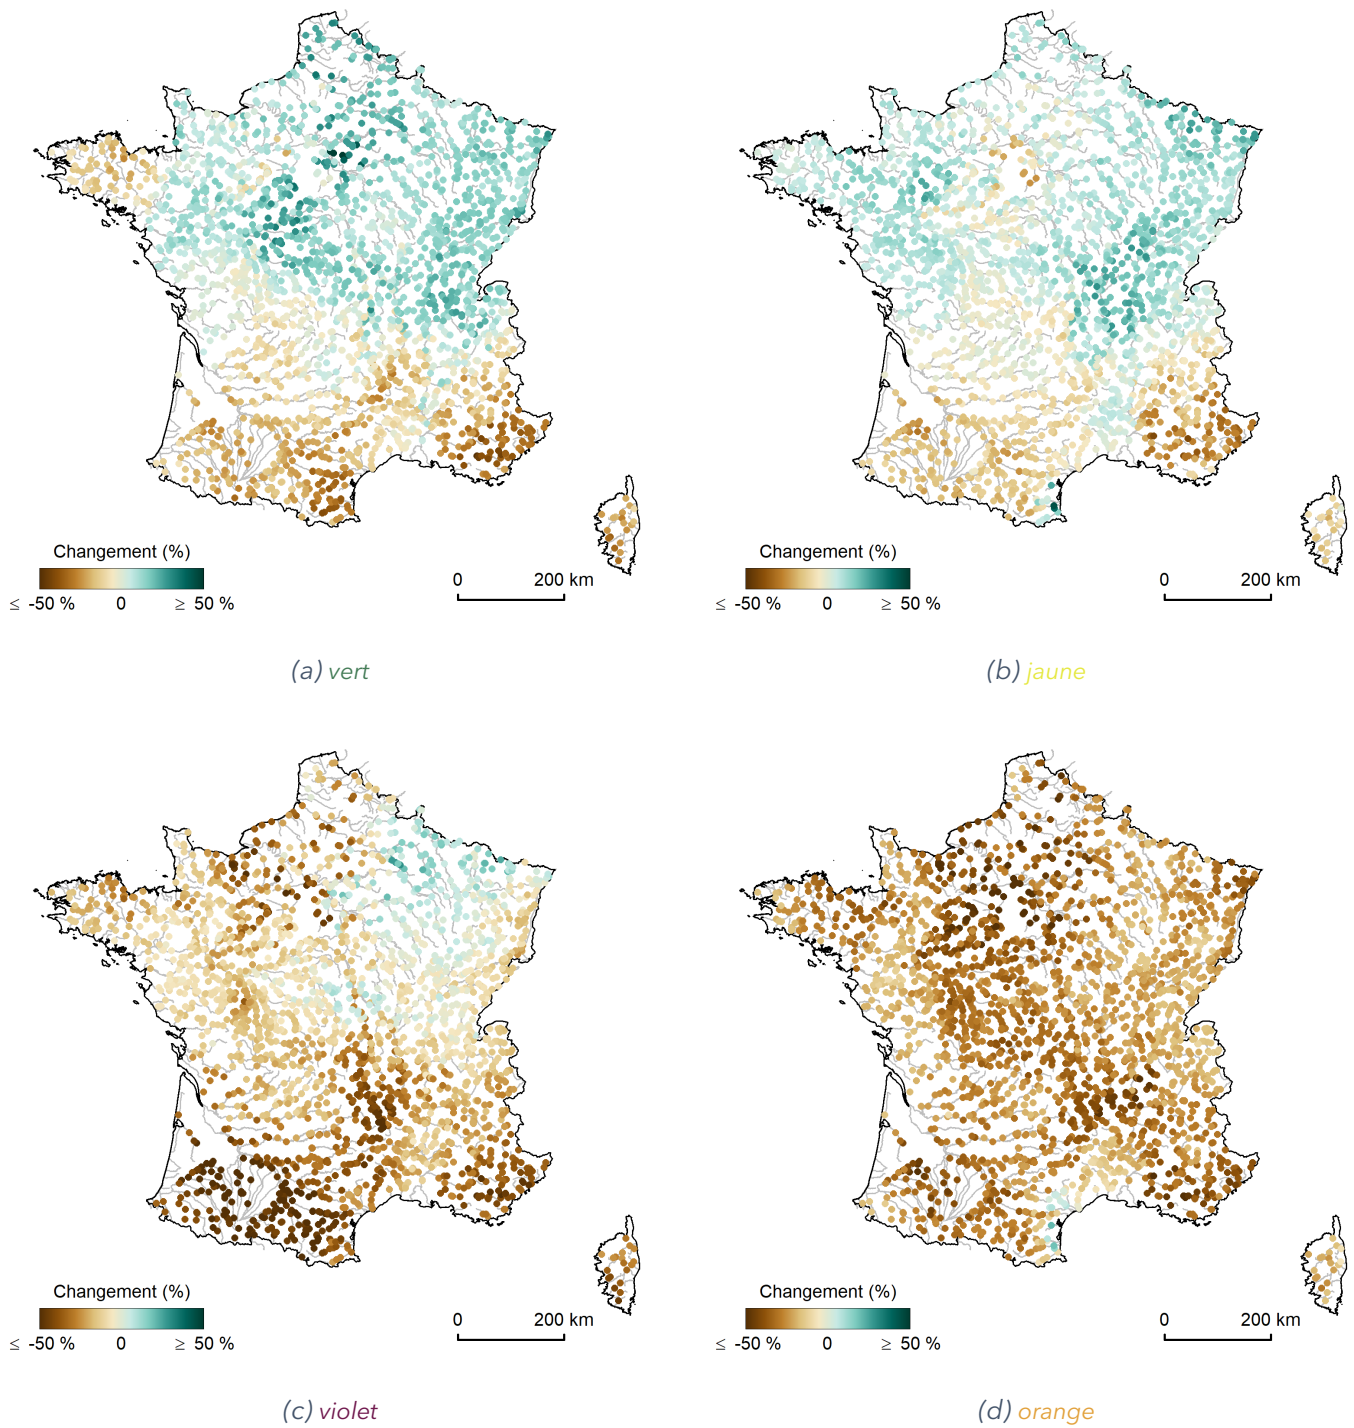 Changement (%)
≤ -50 % 0 ≥ 50 %
0 200 km
Changement (%)
≤ -50 % 0 ≥ 50 %
0 200 km
(a) vert
(b) jaune
Changement (%)
≤ -50 % 0 ≥ 50 %
0 200 km
Changement (%)
≤ -50 % 0 ≥ 50 %
0 200 km
(c) violet
(d) orange